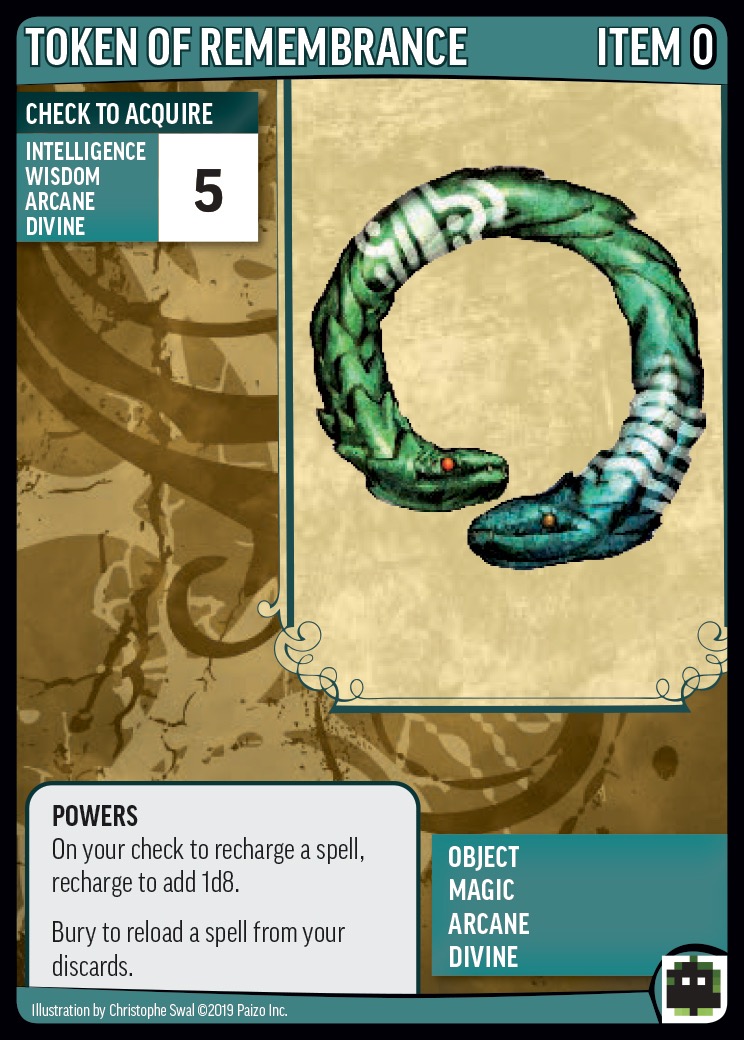 TOKEN OF REMEMBRANCE
ITEM 0
CHECK TO ACQUIRE
INTELLIGENCE
WISDOM
ARCANE
DIVINE
5
POWERS
On your check to recharge a spell,
recharge to add 1d8.
Bury to reload a spell from your
discards.
OBJECT
MAGIC
ARCANE
DIVINE
Illustration by Christophe Swal ©2019 Paizo Inc.